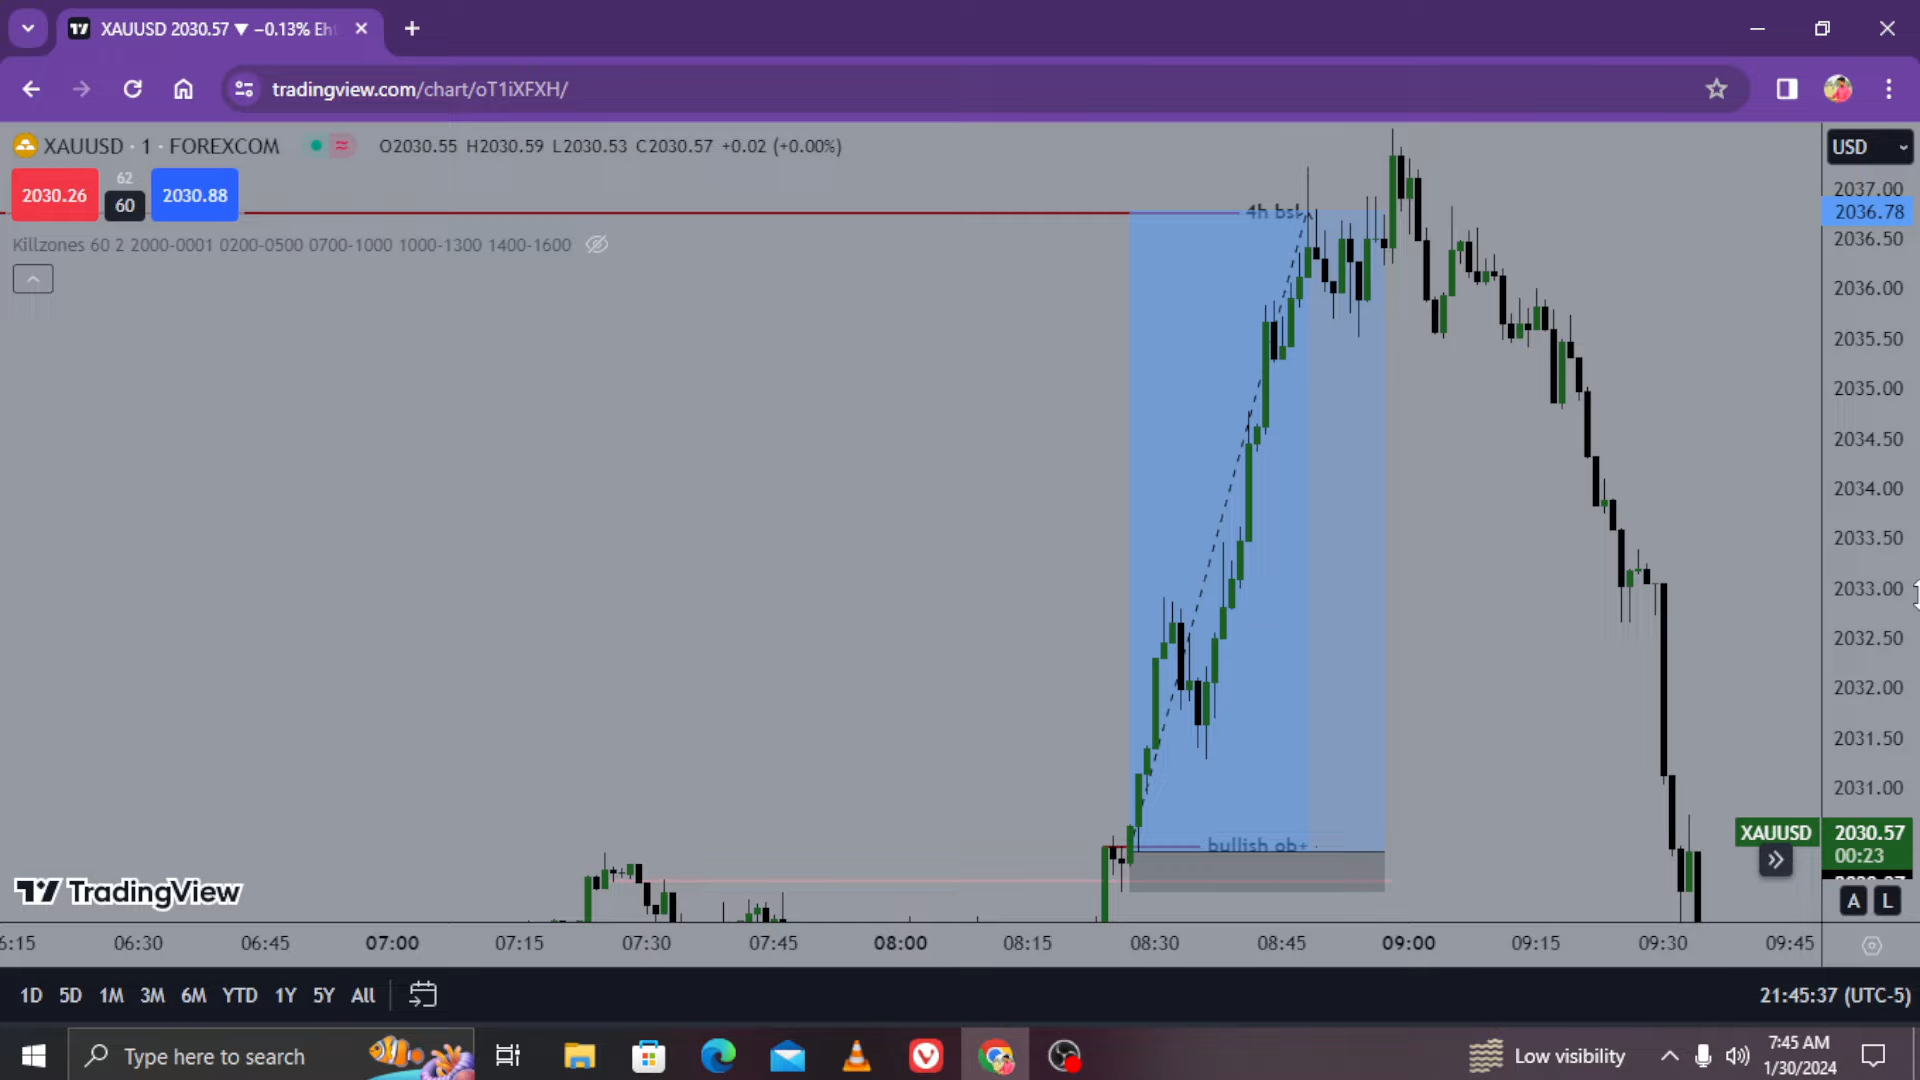 XAUUSD 2030.57 ▼ −0.13% Eh
tradingview.com/chart/oT1iXFXH/
XAUUSD · 1 · FOREXCOM O2030.55 H2030.59 L2030.53 C2030.57 +0.02 (+0.00%)
USD
2030.26 62 60 2030.88
Killzones 60 2 2000-0001 0200-0500 0700-1000 1000-1300 1400-1600
4h bsl
2037.00
2036.78
2036.50
2036.00
2035.50
2035.00
2034.50
2034.00
2033.50
2033.00
2032.50
2032.00
2031.50
2031.00
bullish ob+
XAUUSD 2030.57
00:23
TradingView
A L
6:15 06:30 06:45 07:00 07:15 07:30 07:45 08:00 08:15 08:30 08:45 09:00 09:15 09:30 09:45
1D 5D 1M 3M 6M YTD 1Y 5Y All 21:45:37 (UTC-5)
Type here to search
Low visibility
7:45 AM
1/30/2024